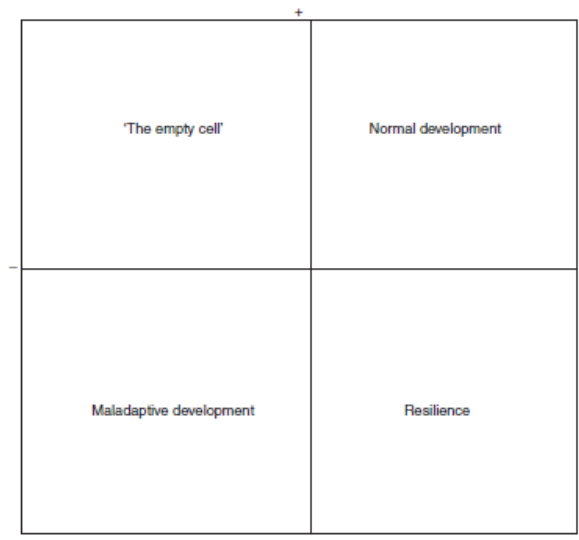 +
'The empty cell'
Normal development
–
Maladaptive development
Resilience